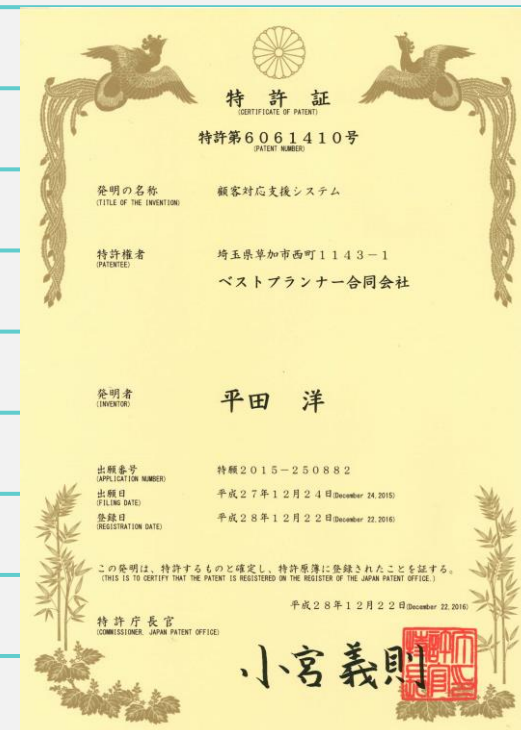 特許証
(CERTIFICATE OF PATENT)
特許第6061410号
(PATENT NUMBER)
発明の名称 顧客対応支援システム
(TITLE OF THE INVENTION)
特許権者 埼玉県草加市西町1143-1
(PATENTEE)
ベストプランナー合同会社
発明者 平田 洋
(INVENTOR)
出願番号 特願2015-250882
(APPLICATION NUMBER)
出願日 平成27年12月24日(December 24,2015)
(FILING DATE)
登録日 平成28年12月22日(December 22,2016)
(REGISTRATION DATE)
この発明は、特許するものと確定し、特許原簿に登録されたことを証する。
(THIS IS TO CERTIFY THAT THE PATENT IS REGISTERED ON THE REGISTER OF THE JAPAN PATENT OFFICE.)
平成28年12月22日(December 22,2016)
特許庁長官
(COMMISSIONER, JAPAN PATENT OFFICE)
小宮義則